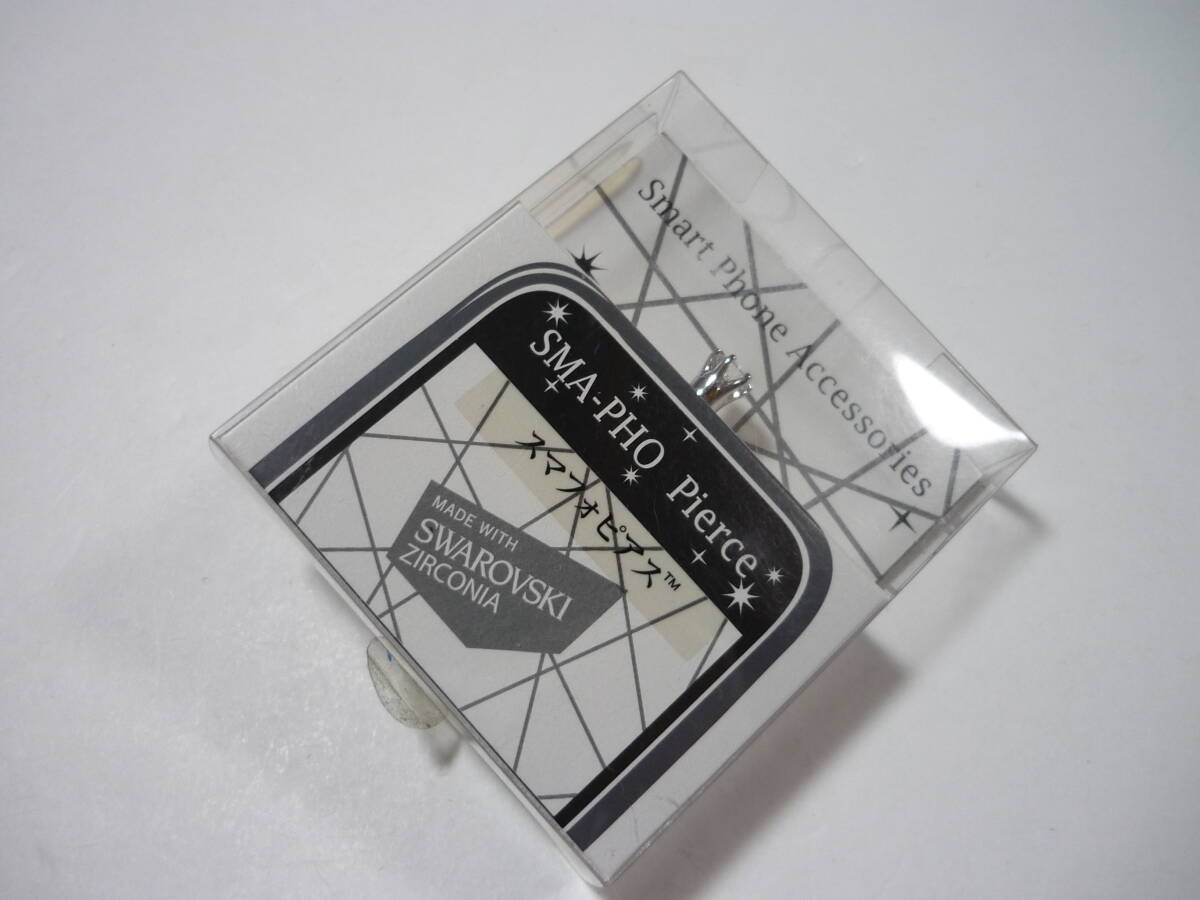 Smart Phone Accessories
SMA-PHO Pierce
スマフォピアス™
MADE WITH
SWAROVSKI
ZIRCONIA